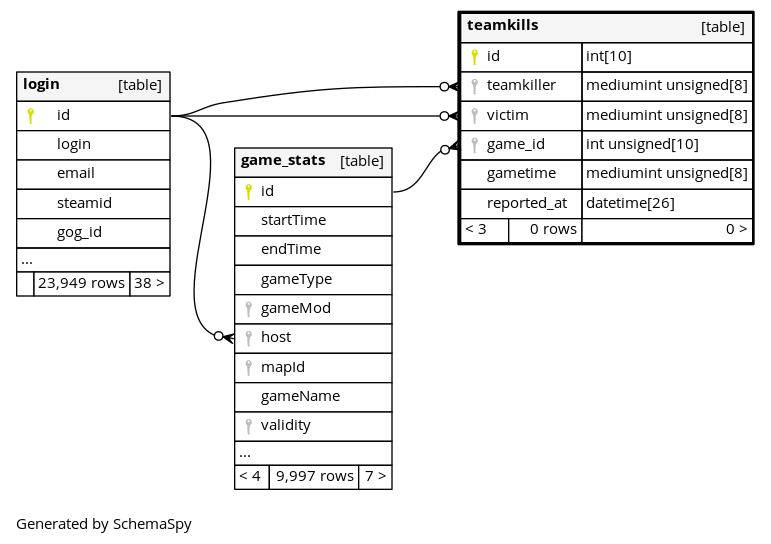 teamkills [table]
id int[10]
teamkiller mediumint unsigned[8]
victim mediumint unsigned[8]
game_id int unsigned[10]
gametime mediumint unsigned[8]
reported_at datetime[26]
< 3 0 rows 0 >
login [table]
id
login
email
steamid
gog_id
...
23,949 rows 38 >
game_stats [table]
id
startTime
endTime
gameType
gameMod
host
mapId
gameName
validity
...
< 4 9,997 rows 7 >
Generated by SchemaSpy